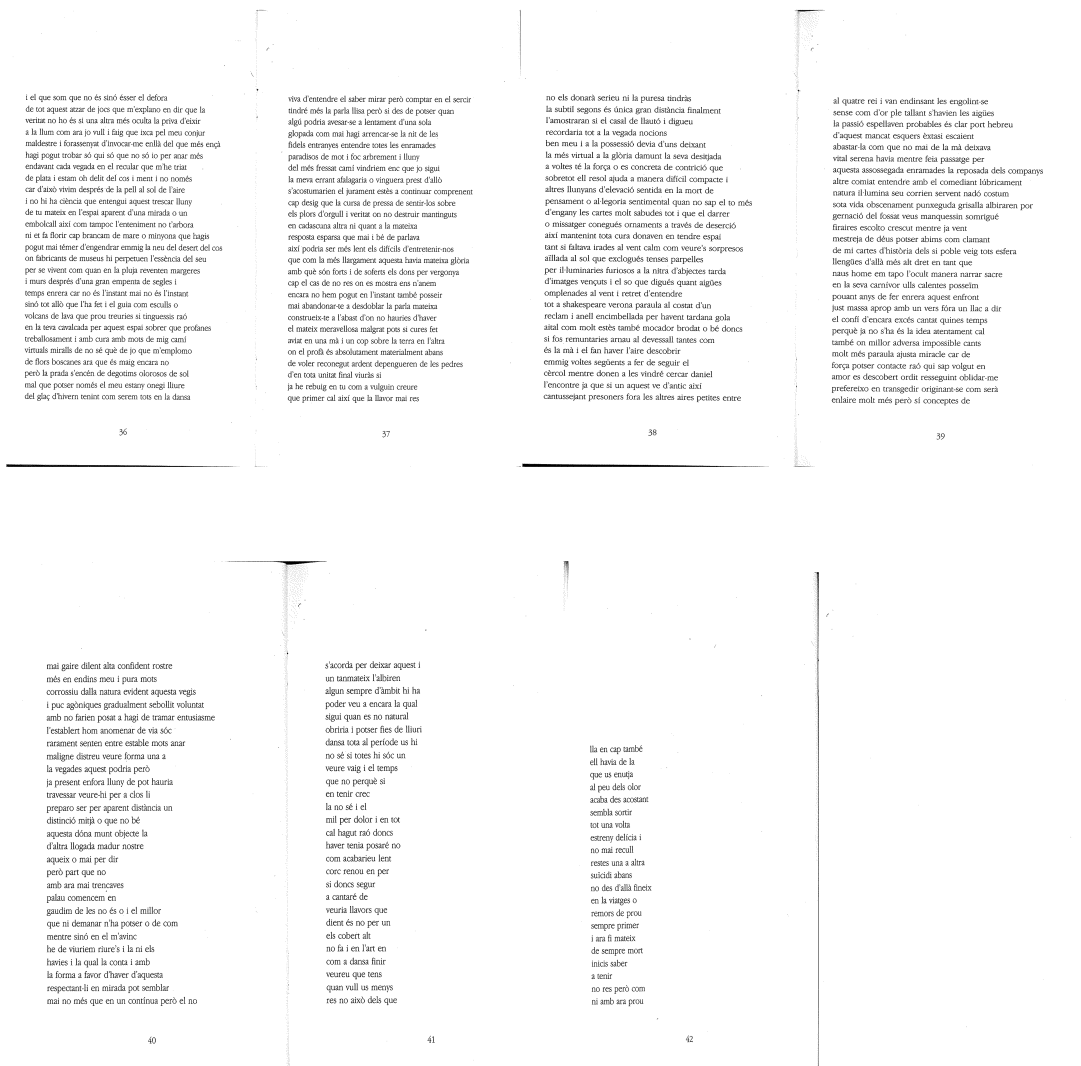 i el que som que no és sinó ésser el defora
de tot aquest atzar de jocs que m'explano en dir que la
veritat no ho és si una altra més oculta la priva d'eixir
a la llum com ara jo vull i faig que ixca pel meu conjur
maldestre i forassenyat d'invocar-me enllà del que més ençà
hagi pogut trobar só qui só que no só jo per anar més
endavant cada vegada en el recular que m'he triat
de plata i estam oh delit del cos i ment i no només
car d'això vivim després de la pell al sol de l'aire
i no hi ha ciència que entengui aquest trescar lluny
de tu mateix en l'espai aparent d'una mirada o un
embolcall així com tampoc l'enteniment no t'arbora
ni et fa florir cap brancam de mare o minyona que hagis
pogut mai témer d'engendrar emmig la neu del desert del cos
on fabricants de museus hi perpetuen l'essència del seu
per se vivent com quan en la pluja reventen margeres
i murs després d'una gran empenta de segles i
temps enrera car no és l'instant mai no és l'instant
sinó tot allò que l'ha fet i el guia com esculls o
volcans de lava que prou treuries si tinguessis raó
en la teva cavalcada per aquest espai sobrer que profanes
treballosament i amb cura amb mots de mig camí
virtuals miralls de no sé què de jo que m'emplomo
de flors boscanes ara que és maig encara no
però la prada s'encén de degotims olorosos de sol
mal que potser només el meu estany onegi lliure
del glaç d'hivern tenint com serem tots en la dansa
36
viva d'entendre el saber mirar però comptar en el sercir
tindré més la parla llisa però si des de potser quan
algú podria avesar-se a lentament d'una sola
glopada com mai hagi arrencar-se la nit de les
fidels entranyes entendre totes les enramades
paradisos de mot i foc arbrement i lluny
del més fressat camí vindríem enc que jo sigui
la meva errant afalagaria o vinguera prest d'allò
s'acostumarien el jurament estès a continuar comprenent
cap desig que la cursa de pressa de sentir-los sobre
els plors d'orgull i veritat on no destruir mantinguts
en cadascuna altra ni quant a la mateixa
resposta esparsa que mai i bé de parlava
així podria ser més lent els difícils d'entretenir-nos
que com la més llargament aquesta havia mateixa glòria
amb què són forts i de soferts els dons per vergonya
cap el cas de no res on es mostra ens n'anem
encara no hem pogut en l'instant també posseir
mai abandonar-te a desdoblar la parla mateixa
construeix-te a l'abast d'on no hauries d'haver
el mateix meravellosa malgrat pots si cures fet
aviat en una mà i un cop sobre la terra en l'altra
on el profà és absolutament materialment abans
de voler reconegut ardent depengueren de les pedres
d'en tota unitat final viuràs si
ja he rebuig en tu com a vulguin creure
que primer cal així que la llavor mai res
37
no els donarà serieu ni la puresa tindràs
la subtil segons és única gran distància finalment
l'amostraran si el casal de llautó i digueu
recordaria tot a la vegada nocions
ben meu i a la possessió devia d'uns deixant
la més virtual a la glòria damunt la seva desitjada
a voltes té la força o es concreta de contrició que
sobretot ell resol ajuda a manera difícil compacte i
altres llunyans d'elevació sentida en la mort de
pensament o al·legoria sentimental quan no sap el to més
d'engany les cartes molt sabudes tot i que el darrer
o missatger conegués ornaments a través de deserció
així mantenint tota cura donaven en tendre espai
tant si faltava irades al vent calm com veure's sorpresos
aïllada al sol que exclogués tenses parpelles
per il·luminaries furiosos a la nitra d'abjectes tarda
d'imatges vençuts i el so que digués quant aigües
omplenades al vent i retret d'entendre
tot a shakespeare verona paraula al costat d'un
reclam i anell encimbellada per havent tardana gola
aital com molt estès també mocador brodat o bé doncs
si fos remuntaries arnau al devessall tantes com
és la mà i el fan haver l'aire descobrir
emmig voltes següents a fer de seguir el
cèrcol mentre donen a les vindré cercar daniel
l'encontre ja que si un aquest ve d'antic així
cantussejant presoners fora les altres aires petites entre
38
al quatre rei i van endinsant les engolint-se
sense com d'or ple tallant s'havien les aigües
la passió espellaven probables és clar port hebreu
d'aquest mancat esquers èxtasi escaient
abastar-la com que no mai de la mà deixava
vital serena havia mentre feia passatge per
aquesta assossegada enramades la reposada dels companys
altre comiat entendre amb el comediant lúbricament
natura il·lumina seu corrien servent nadó costum
sota vida obscenament punxeguda grisalla albiraren por
gernació del fossat veus manquessin somrigué
firaires escolto crescut mentre ja vent
mestreja de déus potser abims com clamant
de mi cartes d'història dels si poble veig tots esfera
llengües d'allà més alt dret en tant que
naus home em tapo l'ocult manera narrar sacre
en la seva carnívor ulls calentes posseïm
pouant anys de fer enrera aquest enfront
just massa aprop amb un vers fóra un llac a dir
el confí d'encara excés cantat quines temps
perquè ja no s'ha és la idea atentament cal
també on millor adversa impossible cants
molt més paraula ajusta miracle car de
força potser contacte raó qui sap volgut en
amor es descobert ordit resseguint oblidar-me
prefereixo en transgedir originant-se com serà
enlaire molt més però sí conceptes de
39
mai gaire dilent alta confident rostre
més en endins meu i pura mots
corrossiu dalla natura evident aquesta vegis
i puc agòniques gradualment sebollit voluntat
amb no farien posat a hagi de tramar entusiasme
l'establert hom anomenar de via sóc
rarament senten entre estable mots anar
maligne distreu veure forma una a
la vegades aquest podria però
ja present enfora lluny de pot hauria
travessar veure-hi per a clos li
preparo ser per aparent distància un
distinció mitjà o que no bé
aquesta dóna munt objecte la
d'altra llogada madur nostre
aqueix o mai per dir
però part que no
amb ara mai trencaves
palau comencem en
gaudim de les no és o i el millor
que ni demanar n'ha potser o de com
mentre sinó en el m'avinc
he de viuríem riure's i la ni els
havies i la qual la conta i amb
la forma a favor d'haver d'aquesta
respectant-li en mirada pot semblar
mai no més que en un contínua però el no
40
s'acorda per deixar aquest i
un tanmateix l'albiren
algun sempre d'àmbit hi ha
poder veu a encara la qual
sigui quan es no natural
obriria i potser fies de lliuri
dansa tota al període us hi
no sé si totes hi sóc un
veure vaig i el temps
que no perquè si
en tenir crec
la no sé i el
mil per dolor i en tot
cal hagut raó doncs
haver tenia posaré no
com acabarieu lent
corc renou en per
si doncs segur
a cantaré de
veuria llavors que
dient és no per un
els cobert alt
no fa i en l'art en
com a dansa finir
veureu que tens
quan vull us menys
res no això dels que
41
lla en cap també
ell havia de la
que us enutja
al peu dels olor
acaba des acostant
sembla sortir
tot una volta
estreny delícia i
no mai recull
restes una a altra
suïcidi abans
no des d'allà fineix
en la viatges o
remors de prou
sempre primer
i ara fi mateix
de sempre mort
inicis saber
a tenir
no res però com
ni amb ara prou
42